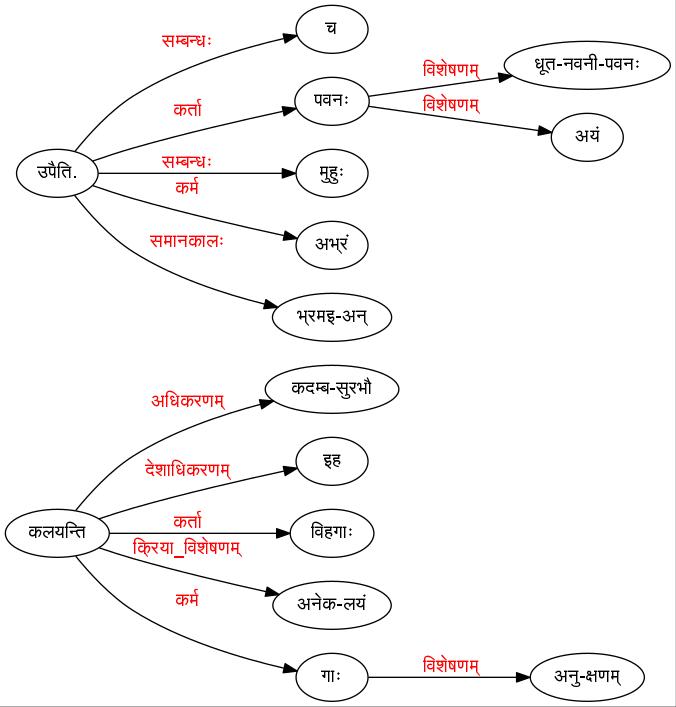 च
सम्बन्धः
धूत-नवनी-पवनः
विशेषणम्
पवनः
कर्ता
विशेषणम्
अयं
सम्बन्धः
उपैति.
मुहुः
कर्म
समानकालः
अभ्रं
भ्रमइ-अन्
कदम्ब-सुरभौ
अधिकरणम्
देशाधिकरणम्
इह
कर्ता
कलयन्ति
विहगाः
क्रिया_विशेषणम्
कर्म
अनेक-लयं
विशेषणम्
गाः
अनु-क्षणम्